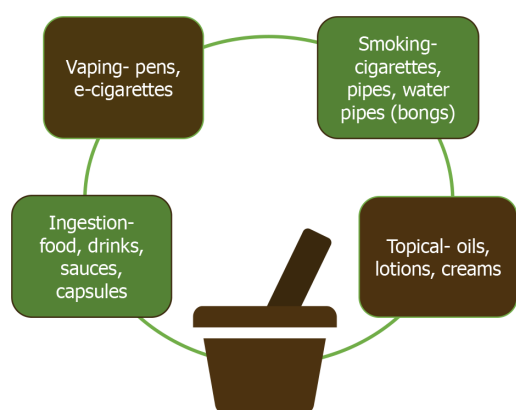 Vaping- pens,
e-cigarettes
Smoking-
cigarettes,
pipes, water
pipes (bongs)
Ingestion-
food, drinks,
sauces,
capsules
Topical- oils,
lotions, creams